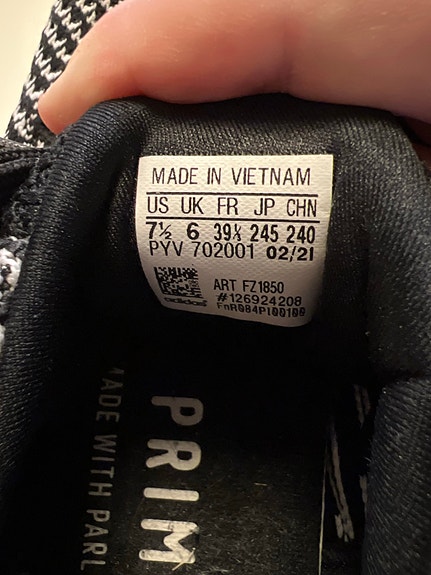 MADE IN VIETNAM
US UK FR JP CHN
7½ 6 39⅓ 245 240
PYV 702001 02/21
adidas
ART FZ1850
#126924208
FnR084P100100
PRIM
MADE WITH PARL